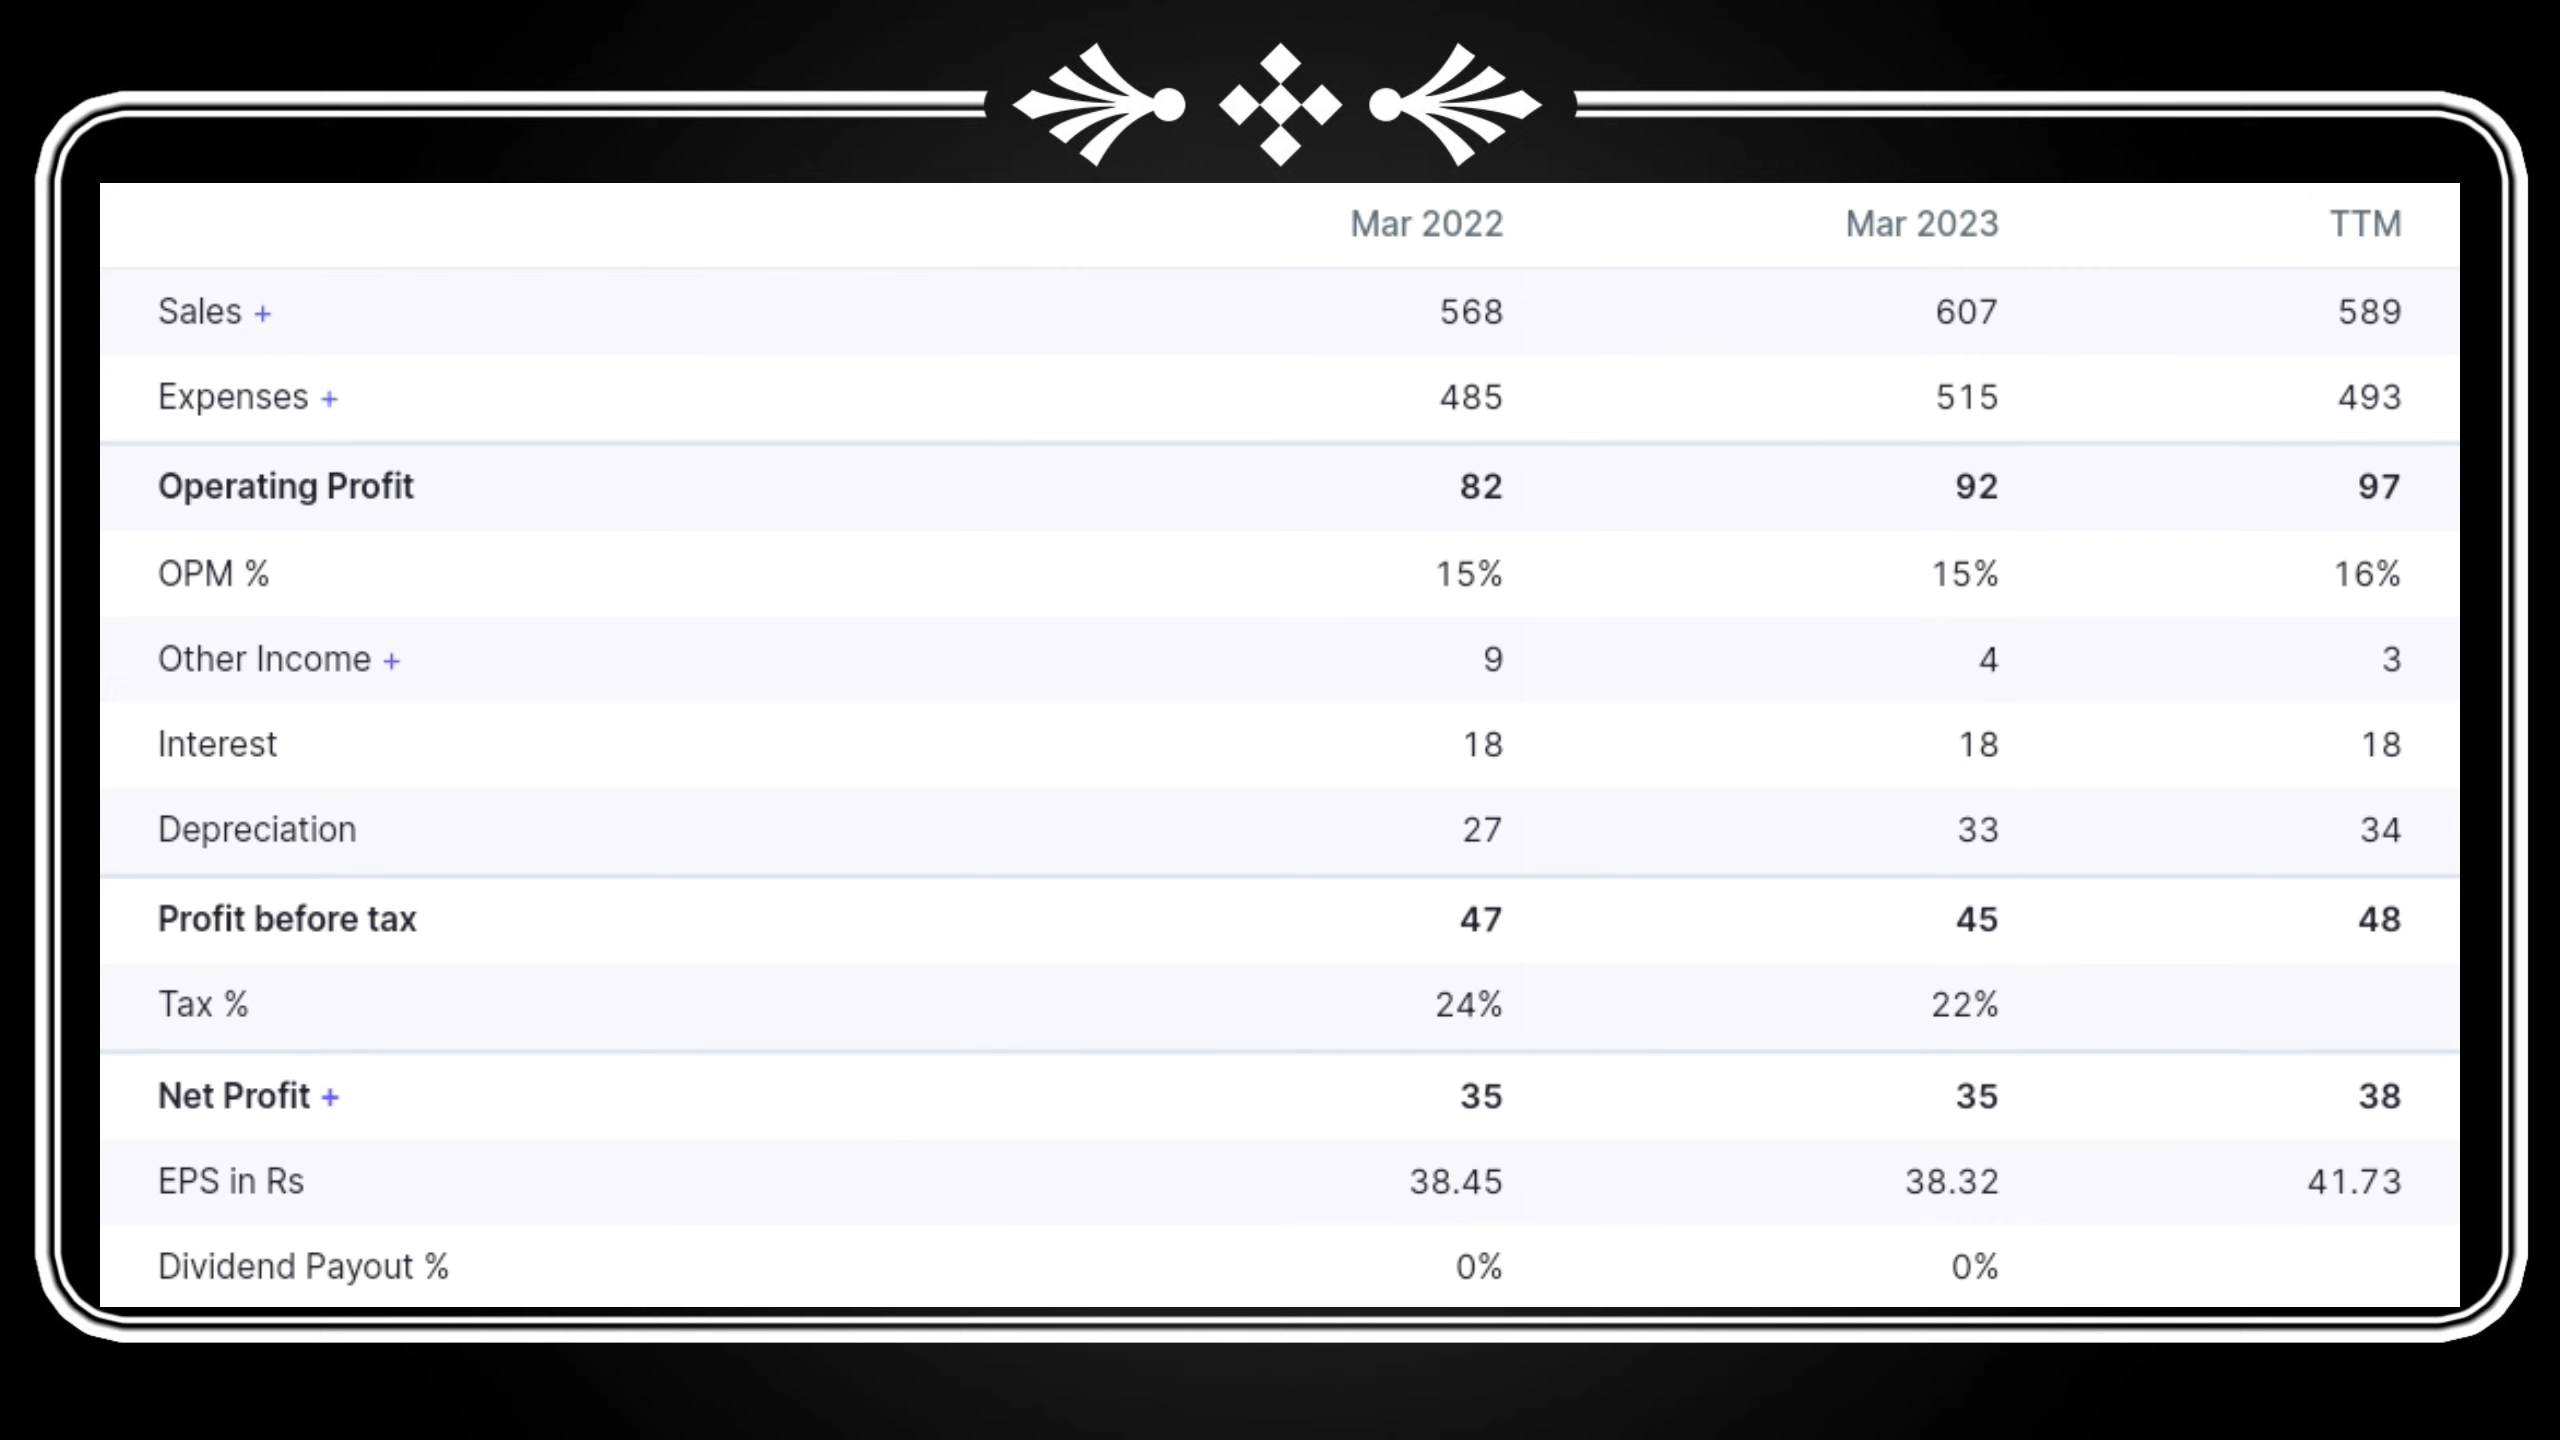 Mar 2022 Mar 2023 TTM
Sales + 568 607 589
Expenses + 485 515 493
Operating Profit 82 92 97
OPM % 15% 15% 16%
Other Income + 9 4 3
Interest 18 18 18
Depreciation 27 33 34
Profit before tax 47 45 48
Tax % 24% 22%
Net Profit + 35 35 38
EPS in Rs 38.45 38.32 41.73
Dividend Payout % 0% 0%